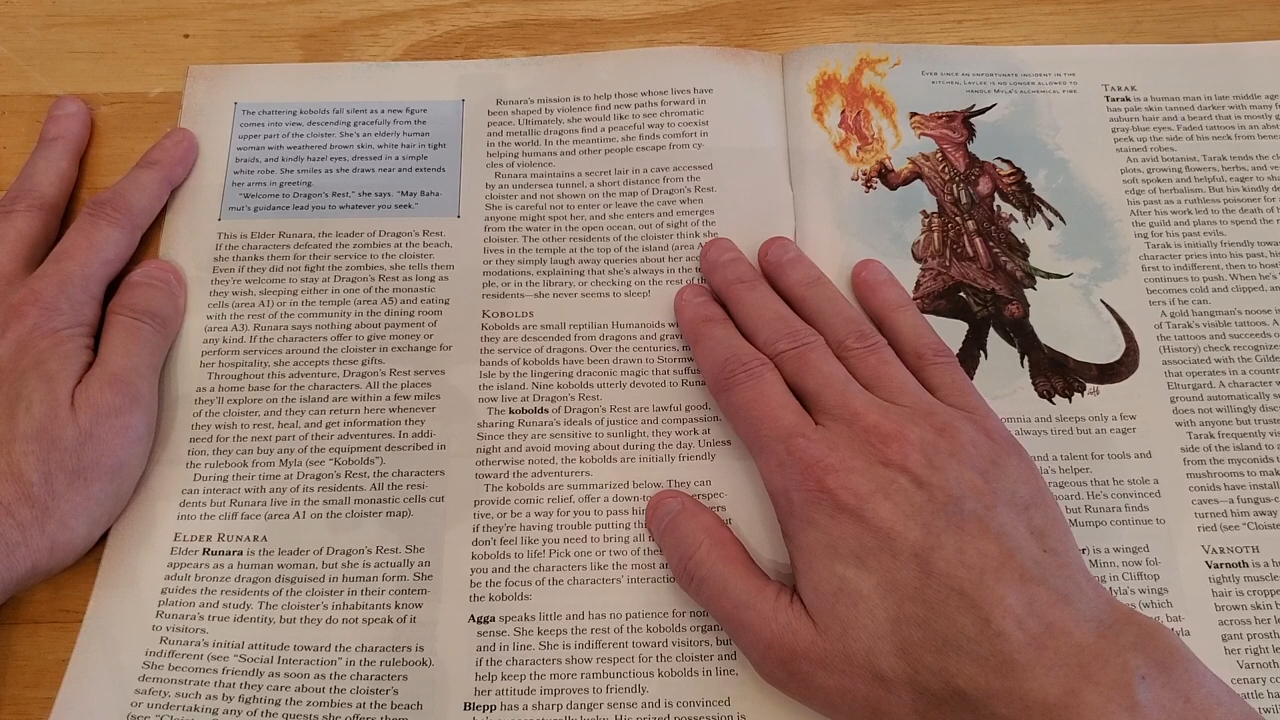 The chattering kobolds fall silent as a new figure
comes into view, descending gracefully from the
upper part of the cloister. She's an elderly human
woman with weathered brown skin, white hair in tight
braids, and kindly hazel eyes, dressed in a simple
white robe. She smiles as she draws near and extends
her arms in greeting.
"Welcome to Dragon's Rest," she says. "May Baha-
mut's guidance lead you to whatever you seek."
This is Elder Runara, the leader of Dragon's Rest.
If the characters defeated the zombies at the beach,
she thanks them for their service to the cloister.
Even if they did not fight the zombies, she tells them
they're welcome to stay at Dragon's Rest as long as
they wish, sleeping either in one of the monastic
cells (area A1) or in the temple (area A5) and eating
with the rest of the community in the dining room
(area A3). Runara says nothing about payment of
any kind. If the characters offer to give money or
perform services around the cloister in exchange for
her hospitality, she accepts these gifts.
Throughout this adventure, Dragon's Rest serves
as a home base for the characters. All the places
they'll explore on the island are within a few miles
of the cloister, and they can return here whenever
they wish to rest, heal, and get information they
need for the next part of their adventures. In addi-
tion, they can buy any of the equipment described in
the rulebook from Myla (see "Kobolds").
During their time at Dragon's Rest, the characters
can interact with any of its residents. All the resi-
dents but Runara live in the small monastic cells cut
into the cliff face (area A1 on the cloister map).
Elder Runara
Elder Runara is the leader of Dragon's Rest. She
appears as a human woman, but she is actually an
adult bronze dragon disguised in human form. She
guides the residents of the cloister in their contem-
plation and study. The cloister's inhabitants know
Runara's true identity, but they do not speak of it
to visitors.
Runara's initial attitude toward the characters is
indifferent (see "Social Interaction" in the rulebook).
She becomes friendly as soon as the characters
demonstrate that they care about the cloister's
safety, such as by fighting the zombies at the beach
or undertaking any of the quests she offers them
Runara's mission is to help those whose lives have
been shaped by violence find new paths forward in
peace. Ultimately, she would like to see chromatic
and metallic dragons find a peaceful way to coexist
in the world. In the meantime, she finds comfort in
helping humans and other people escape from cy-
cles of violence.
Runara maintains a secret lair in a cave accessed
by an undersea tunnel, a short distance from the
cloister and not shown on the map of Dragon's Rest.
She is careful not to enter or leave the cave when
anyone might spot her, and she enters and emerges
from the water in the open ocean, out of sight of the
cloister. The other residents of the cloister think she
lives in the temple at the top of the island (area
or they simply laugh away queries about her
modations, explaining that she's always in the
ple, or in the library, or checking on the rest of
residents—she never seems to sleep!
Kobolds
Kobolds are small reptilian Humanoids
they are descended from dragons and
the service of dragons. Over the centuries,
dreds of kobolds have been drawn to
Isle by the lingering draconic magic that
the island. Nine kobolds utterly devoted to
now live at Dragon's Rest.
The kobolds of Dragon's Rest are lawful good,
sharing Runara's ideals of justice and compassion.
Since they are sensitive to sunlight, they work at
night and avoid moving about during the day. Unless
otherwise noted, the kobolds are initially friendly
toward the adventurers.
The kobolds are summarized below. They can
provide comic relief, offer a
tive, or be a way for you to pass
if they're having trouble putting
don't feel like you need to bring all
kobolds to life! Pick one or two of
you and the characters like the most
be the focus of the characters'
the kobolds:
Agga speaks little and has no patience for
sense. She keeps the rest of the kobolds
and in line. She is indifferent toward visitors, but
if the characters show respect for the cloister and
help keep the more rambunctious kobolds in line,
her attitude improves to friendly.
Blepp has a sharp danger sense and is convinced
Ever since an unfortunate incident in the
kitchen, Laylee is no longer allowed to
handle Myla's alchemical fire.
and sleeps only a few
always tired but an eager
and a talent for tools and
helper.
that he stole a
He's convinced
but Runara finds
Mumpo continue to
is a winged
Minn, now fol-
in Clifftop
Myla's wings
(which
Tarak
Tarak is a human man in late middle age
has pale skin tanned darker with many
auburn hair and a beard that is mostly
gray-blue eyes. Faded tattoos in an
peek up the side of his neck from
stained robes.
An avid botanist, Tarak tends the
plots, growing flowers, herbs, and
soft spoken and helpful, eager to
edge of herbalism. But his kindly
his past as a ruthless poisoner for
After his work led to the death of
the guild and plans to spend the
ing for his past evils.
Tarak is initially friendly
character pries into his past, his
first to indifferent, then to
continues to push. When he's
becomes cold and clipped,
ters if he can.
A gold hangman's noose
of Tarak's visible tattoos. A
the tattoos and succeeds
(History) check
associated with the
that operates in a
Elturgard. A character
ground automatically
does not willingly
with anyone but
Tarak frequently
side of the island to
from the myconids
mushrooms to
conids have
caves—a
turned him away
ried (see
Varnoth
Varnoth is a
tightly
hair is
brown skin
across her
gant
her right
Varnoth